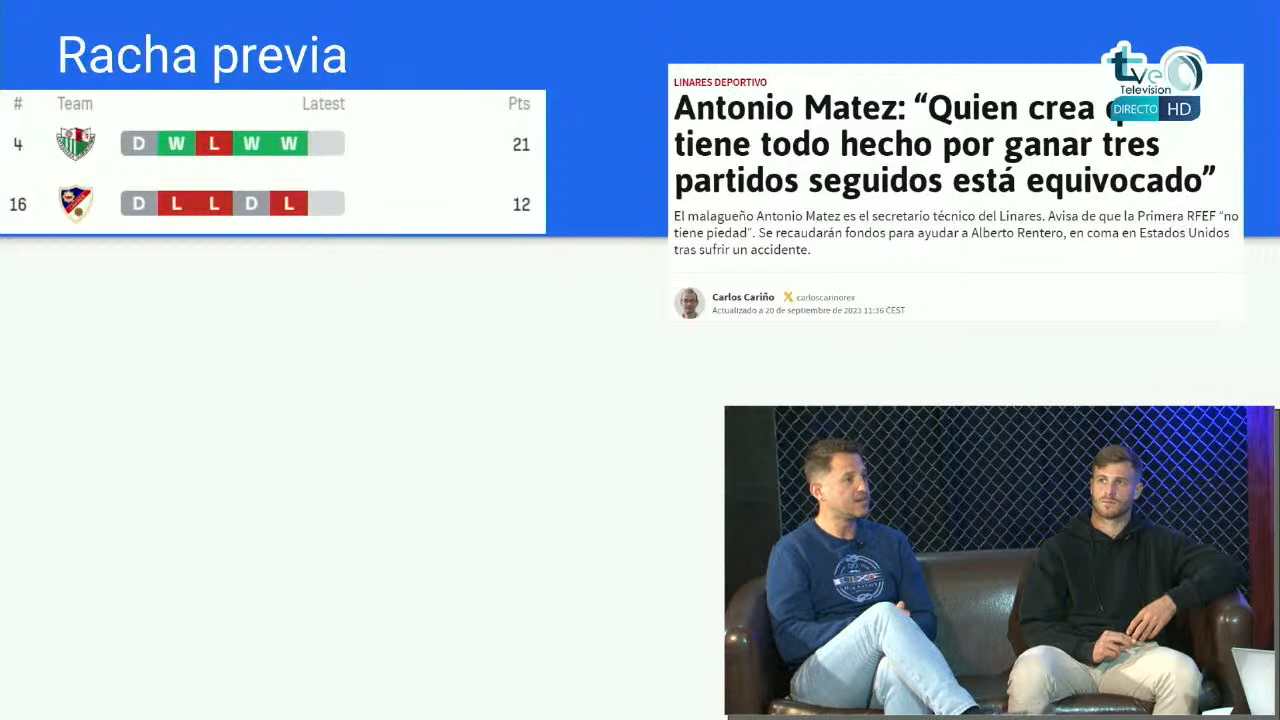 Racha previa
# Team Latest Pts
4 D W L W W 21
16 D L L D L 12
LINARES DEPORTIVO
Antonio Matez: “Quien crea
tiene todo hecho por ganar tres
partidos seguidos está equivocado”
El malagueño Antonio Matez es el secretario técnico del Linares. Avisa de que la Primera RFEF “no
tiene piedad”. Se recaudarán fondos para ayudar a Alberto Rentero, en coma en Estados Unidos
tras sufrir un accidente.
Carlos Cariño carloscarinorex
Actualizado a 20 de septiembre de 2023 11:36 CEST
tve
Television
DIRECTO HD